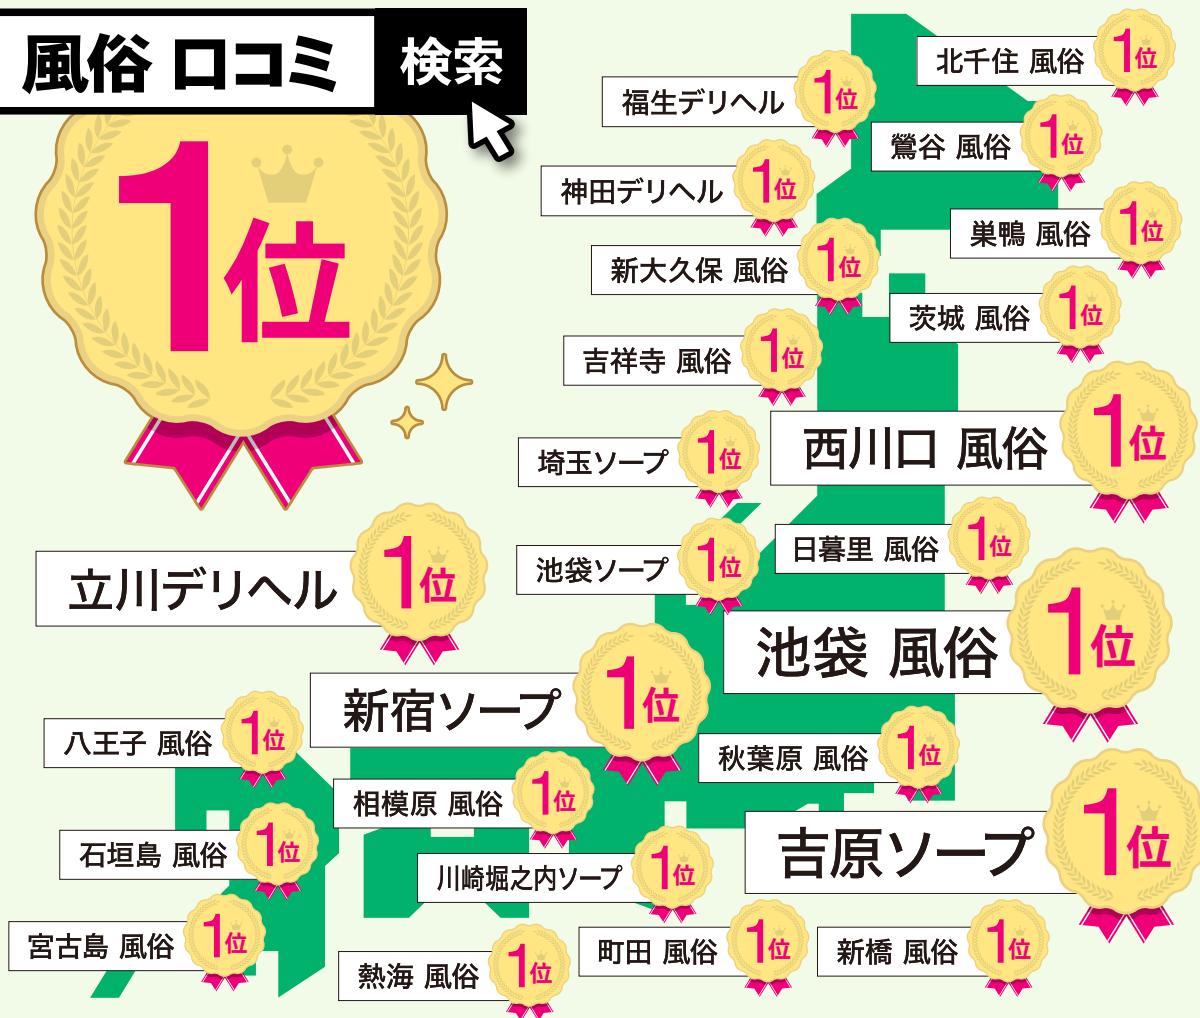 風俗 口コミ 検索
1位
北千住 風俗 1位
福生デリヘル 1位
鶯谷 風俗 1位
神田デリヘル 1位
巣鴨 風俗 1位
新大久保 風俗 1位
茨城 風俗 1位
吉祥寺 風俗 1位
西川口 風俗 1位
埼玉ソープ 1位
日暮里 風俗 1位
池袋ソープ 1位
立川デリヘル 1位
池袋 風俗 1位
新宿ソープ 1位
八王子 風俗 1位
秋葉原 風俗 1位
相模原 風俗 1位
石垣島 風俗 1位
吉原ソープ 1位
川崎堀之内ソープ 1位
宮古島 風俗 1位
町田 風俗 1位
新橋 風俗 1位
熱海 風俗 1位